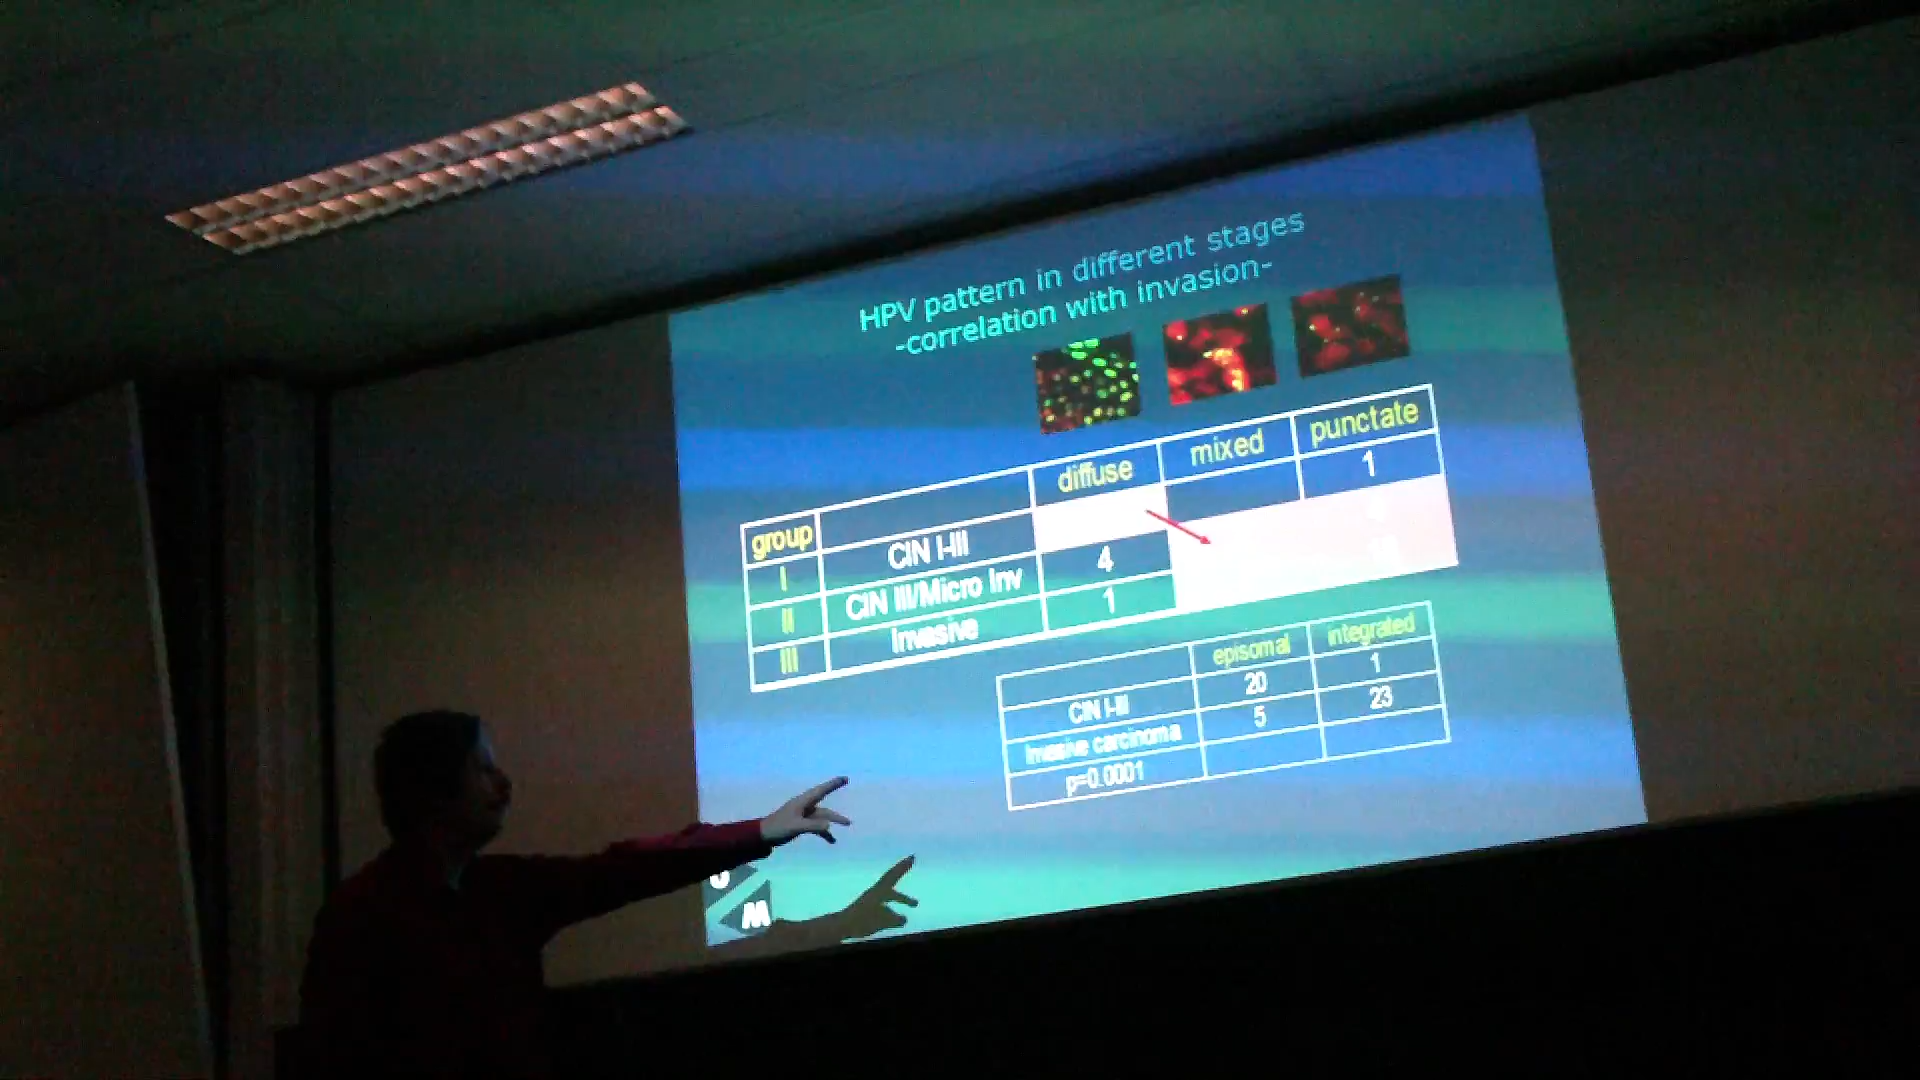 HPV pattern in different stages
-correlation with invasion-
group diffuse mixed punctate
I CIN I-III 1
II CIN III/Micro Inv 4
III Invasive 1
episomal integrated
CIN I-III 20 1
Invasive carcinoma 5 23
p=0.0001
W